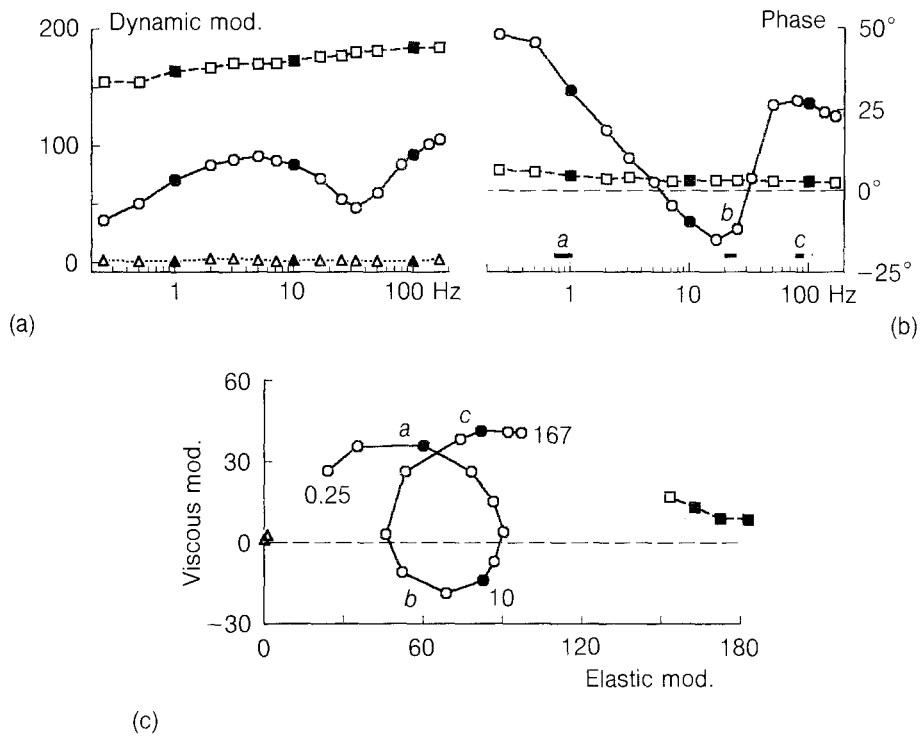 Dynamic mod.
200
100
0
1 10 100 Hz
(a)
Phase
50°
25
0°
−25°
a b c
1 10 100 Hz
(b)
60
30
0
−30
Viscous mod.
a c
167
0.25
b 10
0 60 120 180
Elastic mod.
(c)